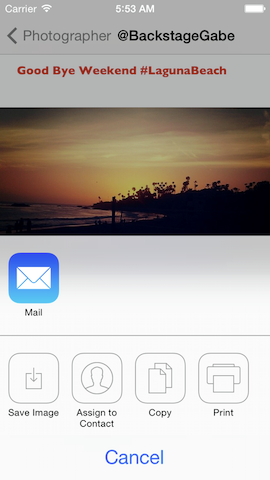 Carrier 5:53 AM
Photographer @BackstageGabe
Good Bye Weekend #LagunaBeach
Mail
Save Image Assign to Contact Copy Print
Cancel